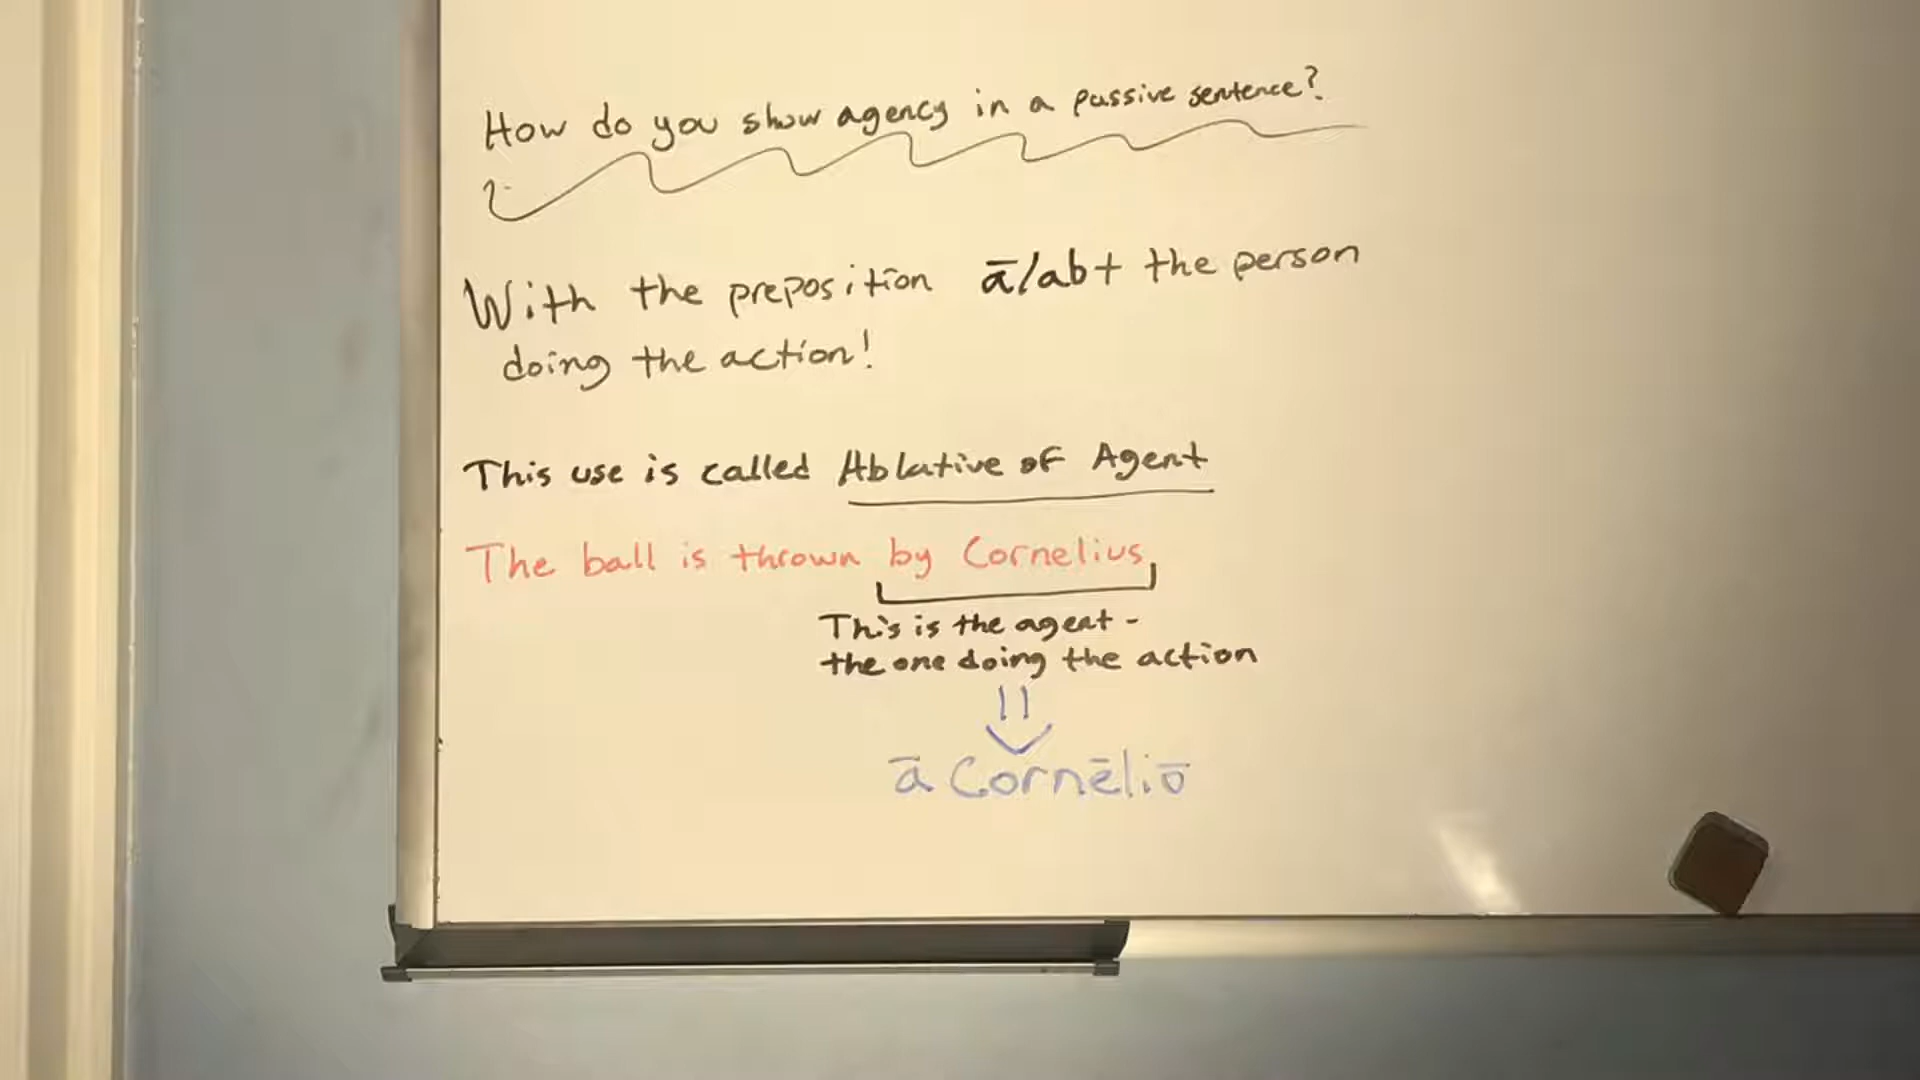 How do you show agency in a passive sentence?
With the preposition ā/ab + the person
doing the action!
This use is called Ablative of Agent
The ball is thrown by Cornelius
This is the agent -
the one doing the action
ā Cornēliō